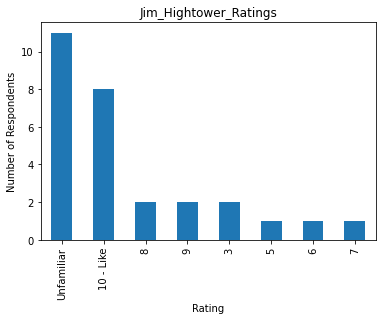 Jim_Hightower_Ratings
Number of Respondents
10
8
6
4
2
0
Unfamiliar
10 - Like
8
9
3
5
6
7
Rating